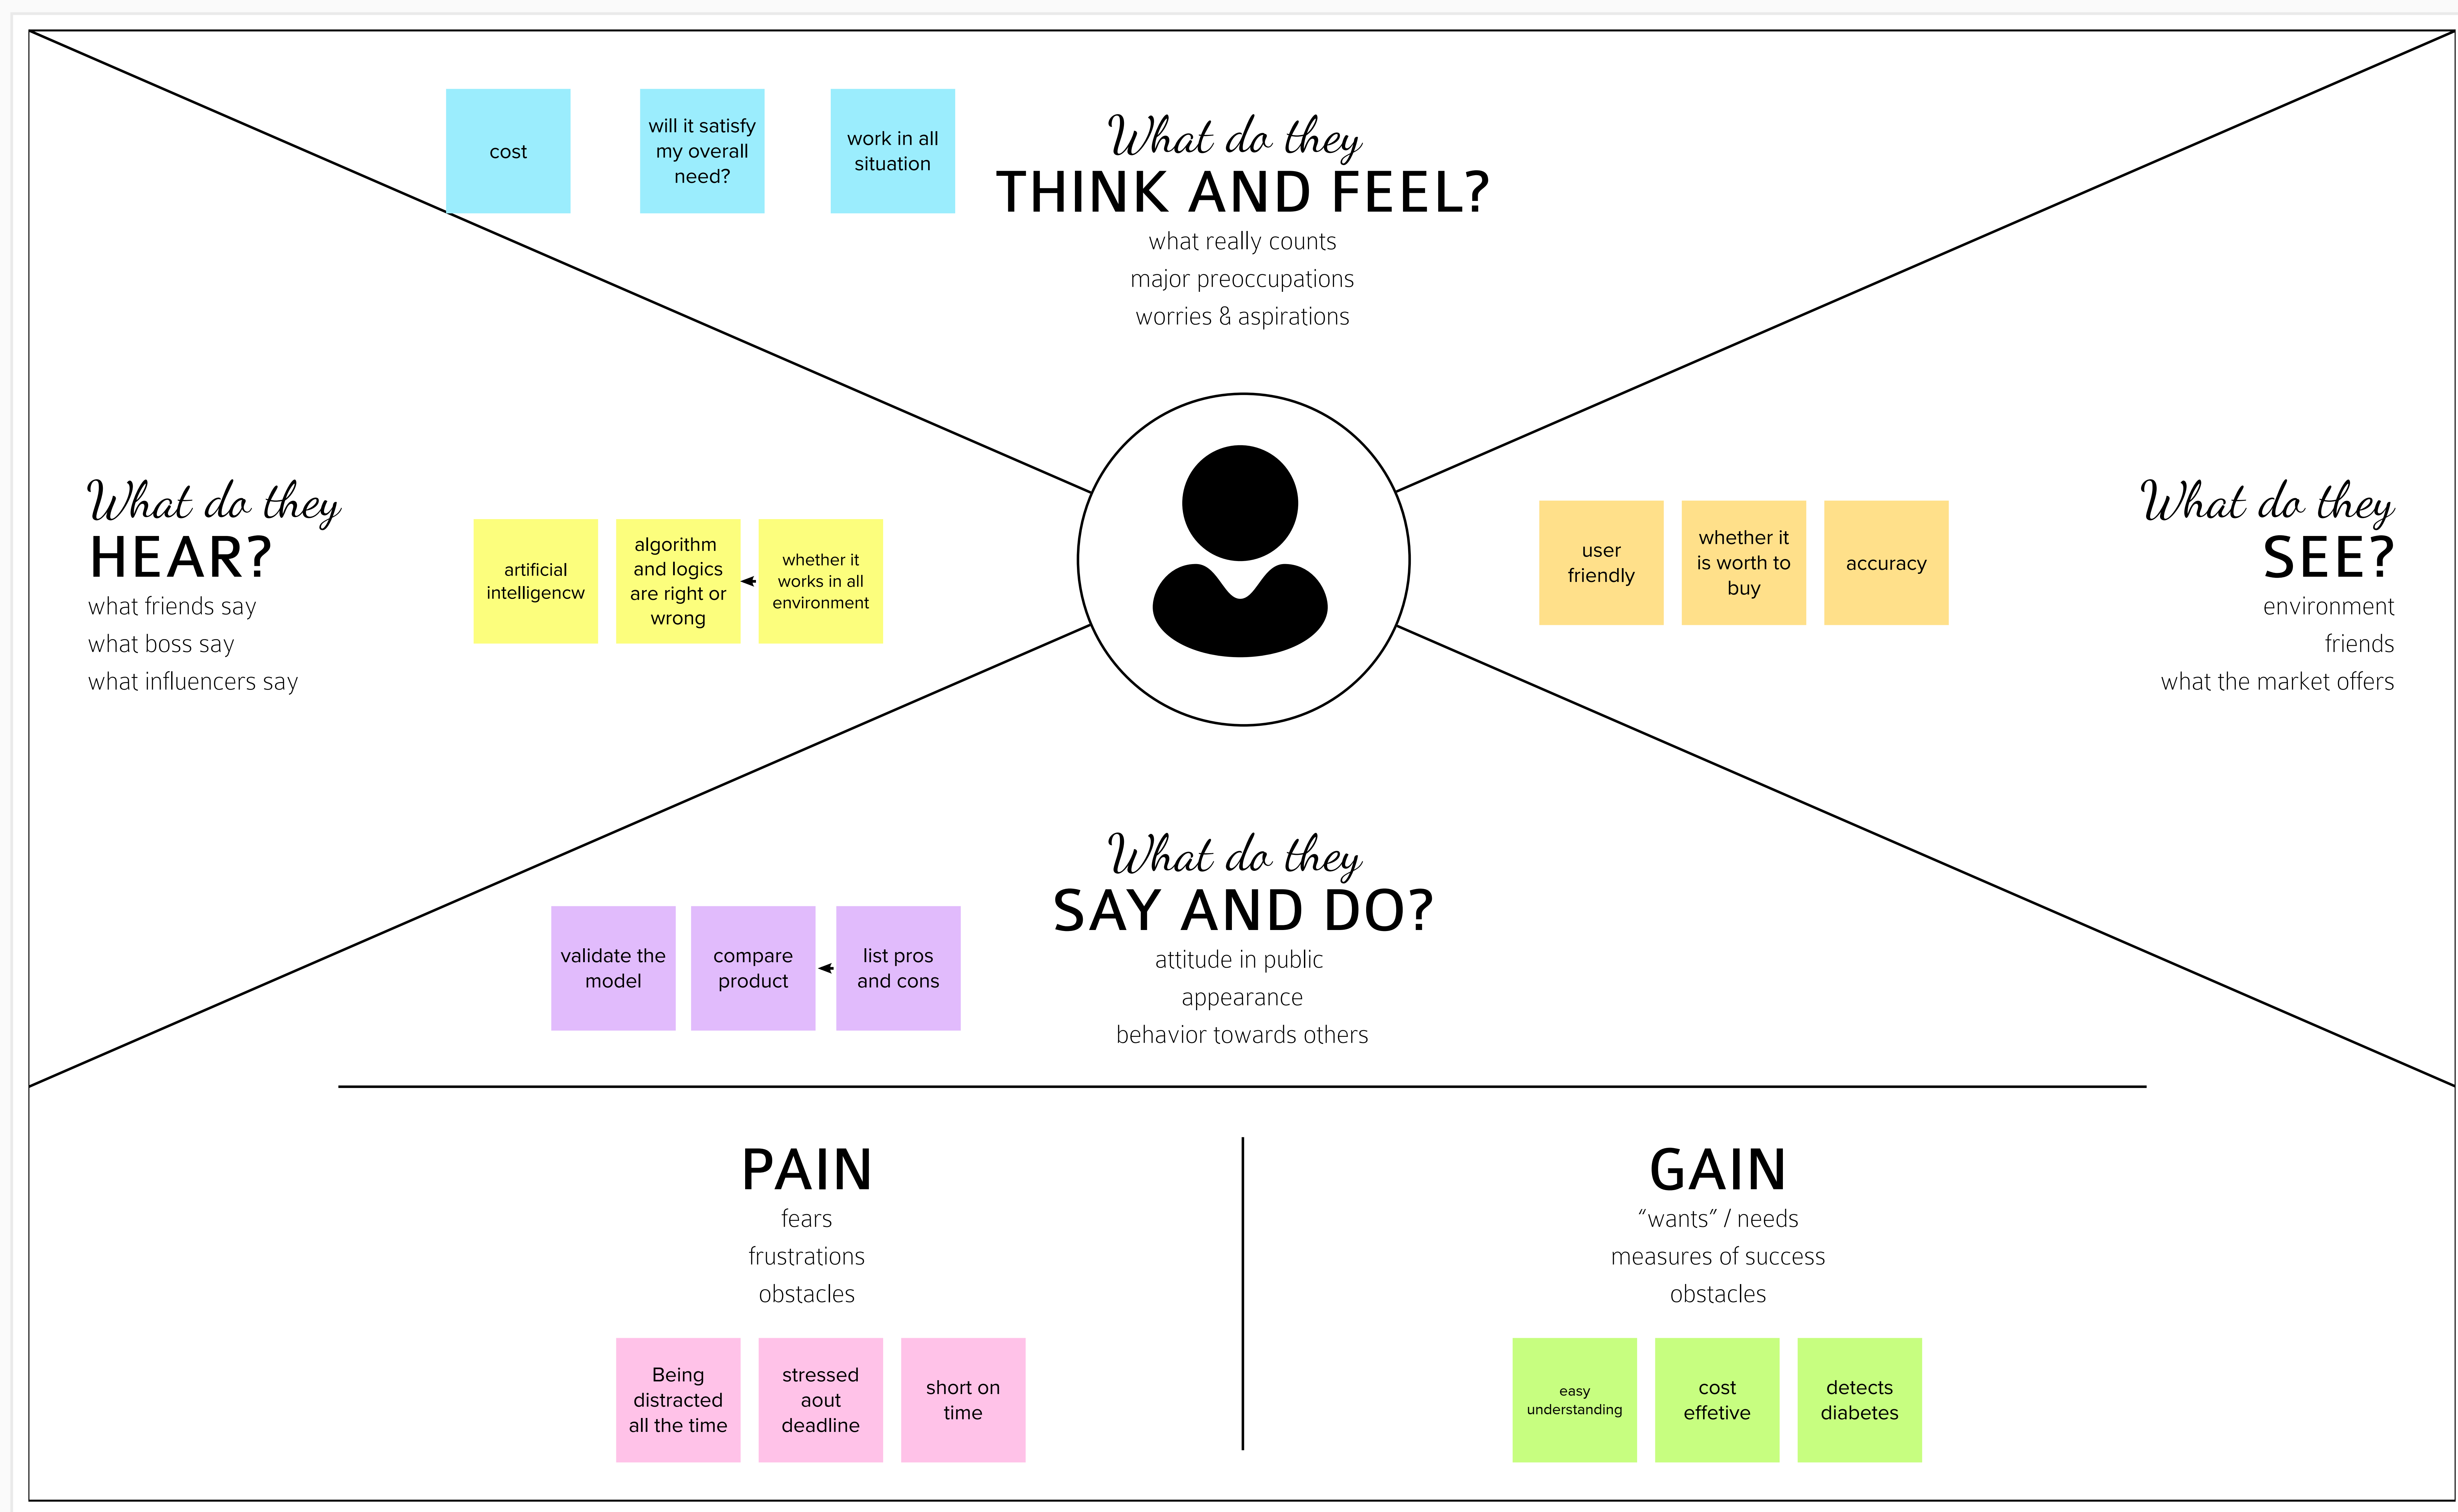 cost
will it satisfy
my overall
need?
work in all
situation
What do they
THINK AND FEEL?
what really counts
major preoccupations
worries & aspirations
What do they
HEAR?
what friends say
what boss say
what influencers say
artificial
intelligencw
algorithm
and logics
are right or
wrong
whether it
works in all
environment
user
friendly
whether it
is worth to
buy
accuracy
What do they
SEE?
environment
friends
what the market offers
What do they
SAY AND DO?
attitude in public
appearance
behavior towards others
validate the
model
compare
product
list pros
and cons
PAIN
fears
frustrations
obstacles
Being
distracted
all the time
stressed
aout
deadline
short on
time
GAIN
“wants” / needs
measures of success
obstacles
easy
understanding
cost
effetive
detects
diabetes